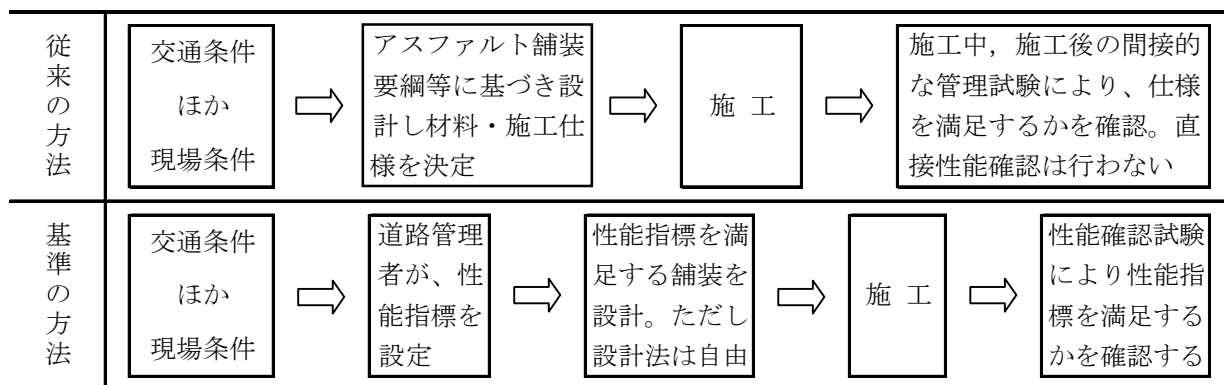 従来の方法
交通条件
ほか
現場条件
アスファルト舗装
要綱等に基づき設
計し材料・施工仕
様を決定
施 工
施工中，施工後の間接的
な管理試験により、仕様
を満足するかを確認。直
接性能確認は行わない
基準の方法
交通条件
ほか
現場条件
道路管理
者が、性
能指標を
設定
性能指標を満
足する舗装を
設計。ただし
設計法は自由
施 工
性能確認試験
により性能指
標を満足する
かを確認する